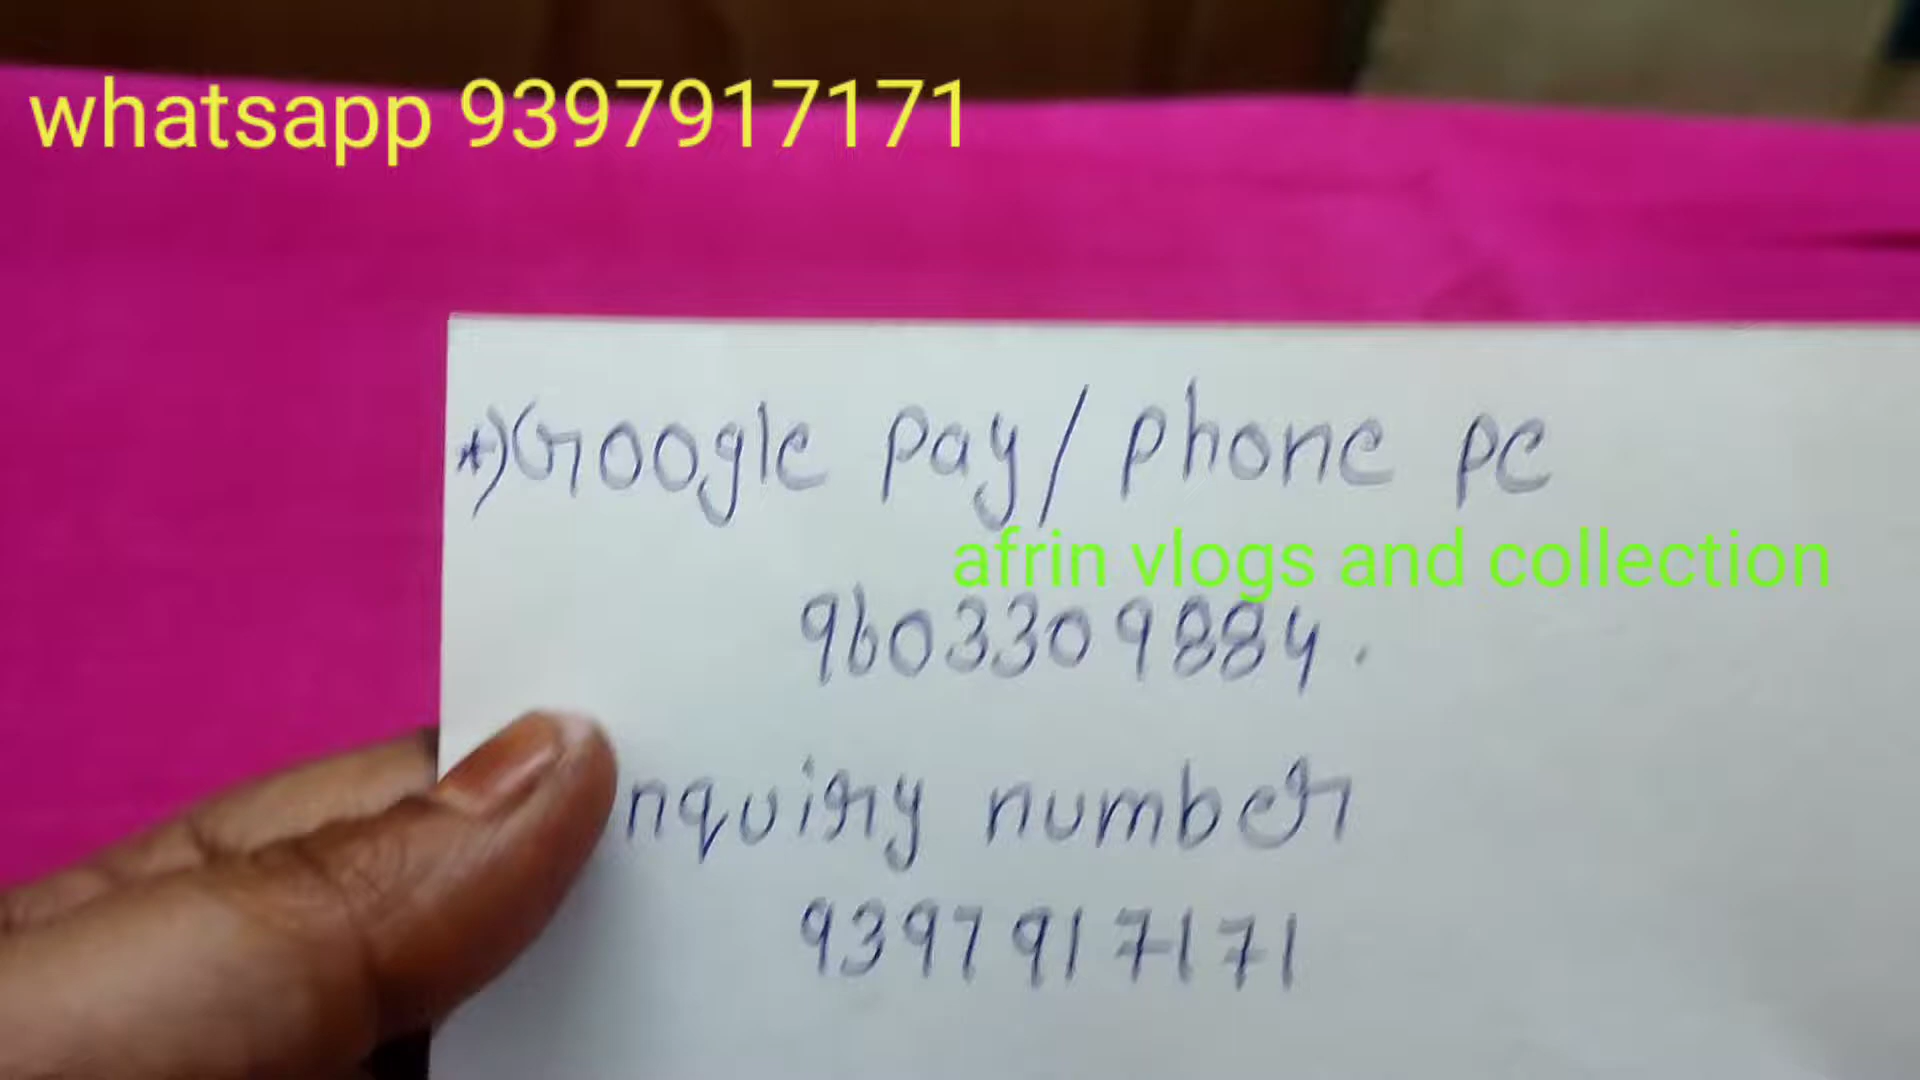 whatsapp 9397917171
*)Google pay/phone pe
afrin vlogs and collection
9603309884.
nquiry number
9397917171